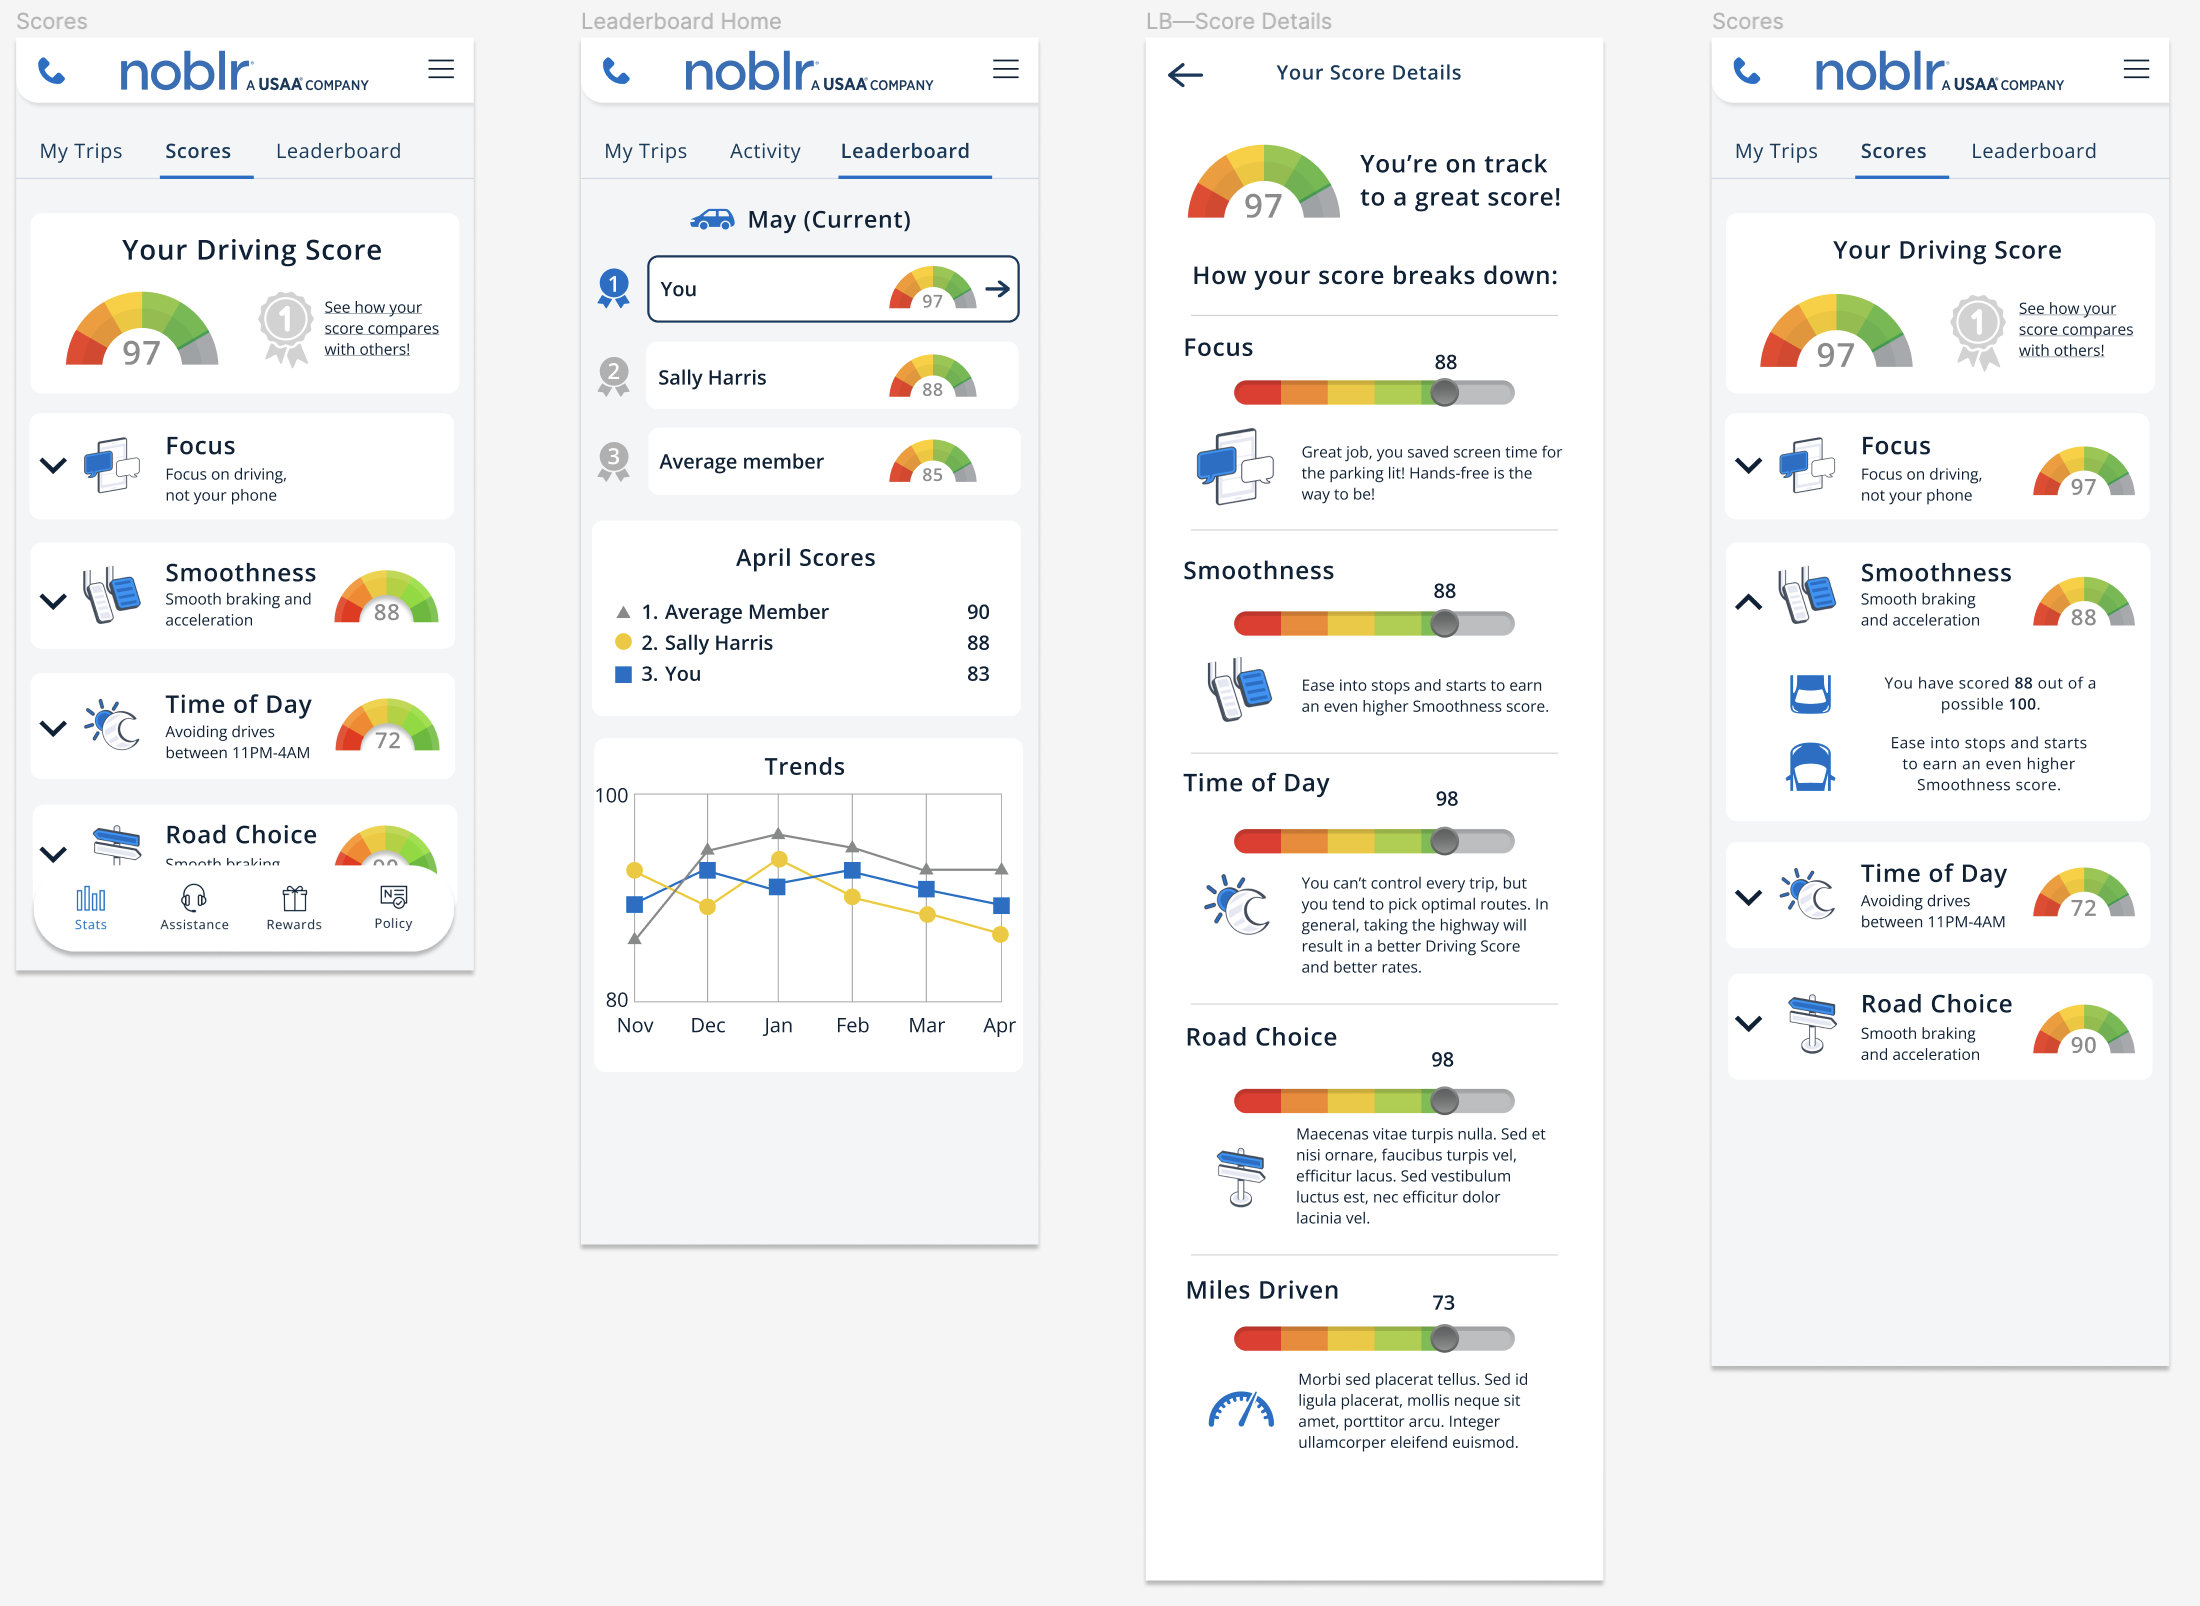 Scores
noblr
A USAA COMPANY
My Trips Scores Leaderboard
Your Driving Score
97
1
See how your
score compares
with others!
Focus
Focus on driving,
not your phone
Smoothness
Smooth braking and
acceleration
88
Time of Day
Avoiding drives
between 11PM-4AM
72
Road Choice
Smooth braking
Stats
Assistance
Rewards
Policy
Leaderboard Home
noblr
A USAA COMPANY
My Trips Activity Leaderboard
May (Current)
1
You
97
2
Sally Harris
88
3
Average member
85
April Scores
1. Average Member 90
2. Sally Harris 88
3. You 83
Trends
100
80
Nov Dec Jan Feb Mar Apr
LB—Score Details
Your Score Details
97
You're on track
to a great score!
How your score breaks down:
Focus
88
Great job, you saved screen time for
the parking lit! Hands-free is the
way to be!
Smoothness
88
Ease into stops and starts to earn
an even higher Smoothness score.
Time of Day
98
You can't control every trip, but
you tend to pick optimal routes. In
general, taking the highway will
result in a better Driving Score
and better rates.
Road Choice
98
Maecenas vitae turpis nulla. Sed et
nisi ornare, faucibus turpis vel,
efficitur lacus. Sed vestibulum
luctus est, nec efficitur dolor
lacinia vel.
Miles Driven
73
Morbi sed placerat tellus. Sed id
ligula placerat, mollis neque sit
amet, porttitor arcu. Integer
ullamcorper eleifend euismod.
Scores
noblr
A USAA COMPANY
My Trips Scores Leaderboard
Your Driving Score
97
1
See how your
score compares
with others!
Focus
Focus on driving,
not your phone
97
Smoothness
Smooth braking
and acceleration
88
You have scored 88 out of a
possible 100.
Ease into stops and starts
to earn an even higher
Smoothness score.
Time of Day
Avoiding drives
between 11PM-4AM
72
Road Choice
Smooth braking
and acceleration
90